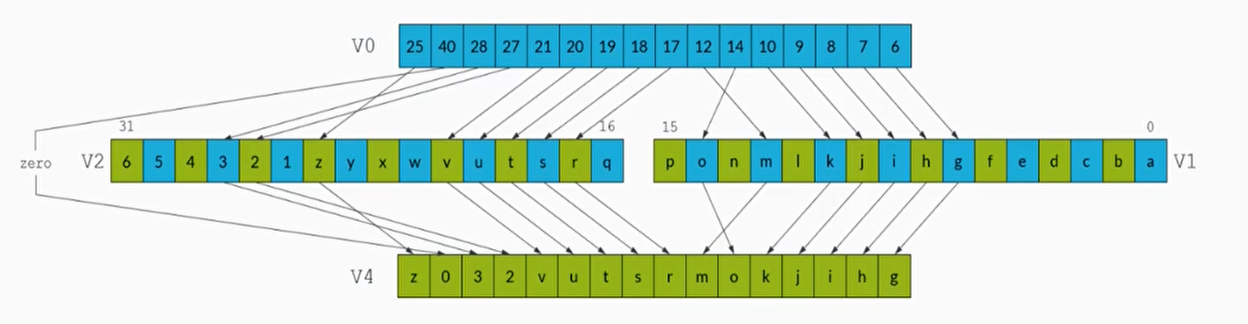 V0 25 40 28 27 21 20 19 18 17 12 14 10 9 8 7 6
31 16 15 0
zero V2 6 5 4 3 2 1 z y x w v u t s r q p o n m l k j i h g f e d c b a V1
V4 z 0 3 2 v u t s r m o k j i h g